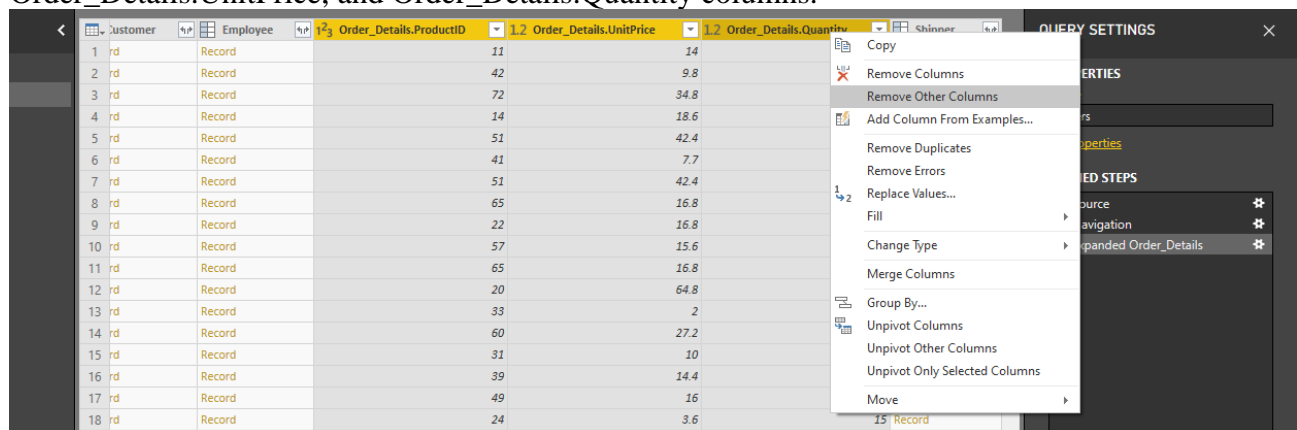 Order_Details.UnitPrice, and Order_Details.Quantity columns.
Customer Employee 1²3 Order_Details.ProductID 1.2 Order_Details.UnitPrice 1.2 Order_Details.Quantity Shipper QUERY SETTINGS
1 rd Record 11 14
2 rd Record 42 9.8
3 rd Record 72 34.8
4 rd Record 14 18.6
5 rd Record 51 42.4
6 rd Record 41 7.7
7 rd Record 51 42.4
8 rd Record 65 16.8
9 rd Record 22 16.8
10 rd Record 57 15.6
11 rd Record 65 16.8
12 rd Record 20 64.8
13 rd Record 33 2
14 rd Record 60 27.2
15 rd Record 31 10
16 rd Record 39 14.4
17 rd Record 49 16
18 rd Record 24 3.6 15 Record
Copy
Remove Columns
Remove Other Columns
Add Column From Examples...
Remove Duplicates
Remove Errors
Replace Values...
Fill
Change Type
Merge Columns
Group By...
Unpivot Columns
Unpivot Other Columns
Unpivot Only Selected Columns
Move
ERTIES
rs
operties
IED STEPS
ource
avigation
xpanded Order_Details